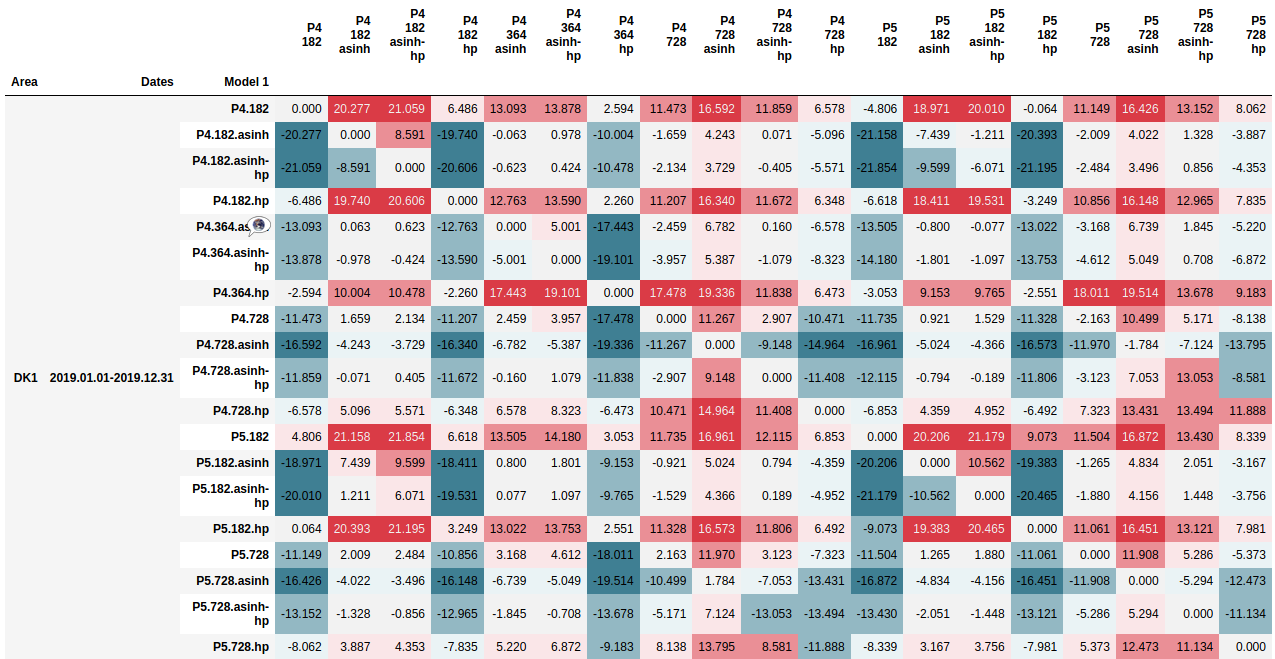 P4 182 P4 182 asinh P4 182 asinh-hp P4 182 hp P4 364 asinh P4 364 asinh-hp P4 364 hp P4 728 P4 728 asinh P4 728 asinh-hp P4 728 hp P5 182 P5 182 asinh P5 182 asinh-hp P5 182 hp P5 728 P5 728 asinh P5 728 asinh-hp P5 728 hp
Area Dates Model 1
P4.182 0.000 20.277 21.059 6.486 13.093 13.878 2.594 11.473 16.592 11.859 6.578 -4.806 18.971 20.010 -0.064 11.149 16.426 13.152 8.062
P4.182.asinh -20.277 0.000 8.591 -19.740 -0.063 0.978 -10.004 -1.659 4.243 0.071 -5.096 -21.158 -7.439 -1.211 -20.393 -2.009 4.022 1.328 -3.887
P4.182.asinh-hp -21.059 -8.591 0.000 -20.606 -0.623 0.424 -10.478 -2.134 3.729 -0.405 -5.571 -21.854 -9.599 -6.071 -21.195 -2.484 3.496 0.856 -4.353
P4.182.hp -6.486 19.740 20.606 0.000 12.763 13.590 2.260 11.207 16.340 11.672 6.348 -6.618 18.411 19.531 -3.249 10.856 16.148 12.965 7.835
P4.364.as -13.093 0.063 0.623 -12.763 0.000 5.001 -17.443 -2.459 6.782 0.160 -6.578 -13.505 -0.800 -0.077 -13.022 -3.168 6.739 1.845 -5.220
P4.364.asinh-hp -13.878 -0.978 -0.424 -13.590 -5.001 0.000 -19.101 -3.957 5.387 -1.079 -8.323 -14.180 -1.801 -1.097 -13.753 -4.612 5.049 0.708 -6.872
P4.364.hp -2.594 10.004 10.478 -2.260 17.443 19.101 0.000 17.478 19.336 11.838 6.473 -3.053 9.153 9.765 -2.551 18.011 19.514 13.678 9.183
P4.728 -11.473 1.659 2.134 -11.207 2.459 3.957 -17.478 0.000 11.267 2.907 -10.471 -11.735 0.921 1.529 -11.328 -2.163 10.499 5.171 -8.138
P4.728.asinh -16.592 -4.243 -3.729 -16.340 -6.782 -5.387 -19.336 -11.267 0.000 -9.148 -14.964 -16.961 -5.024 -4.366 -16.573 -11.970 -1.784 -7.124 -13.795
DK1 2019.01.01-2019.12.31 P4.728.asinh-hp -11.859 -0.071 0.405 -11.672 -0.160 1.079 -11.838 -2.907 9.148 0.000 -11.408 -12.115 -0.794 -0.189 -11.806 -3.123 7.053 13.053 -8.581
P4.728.hp -6.578 5.096 5.571 -6.348 6.578 8.323 -6.473 10.471 14.964 11.408 0.000 -6.853 4.359 4.952 -6.492 7.323 13.431 13.494 11.888
P5.182 4.806 21.158 21.854 6.618 13.505 14.180 3.053 11.735 16.961 12.115 6.853 0.000 20.206 21.179 9.073 11.504 16.872 13.430 8.339
P5.182.asinh -18.971 7.439 9.599 -18.411 0.800 1.801 -9.153 -0.921 5.024 0.794 -4.359 -20.206 0.000 10.562 -19.383 -1.265 4.834 2.051 -3.167
P5.182.asinh-hp -20.010 1.211 6.071 -19.531 0.077 1.097 -9.765 -1.529 4.366 0.189 -4.952 -21.179 -10.562 0.000 -20.465 -1.880 4.156 1.448 -3.756
P5.182.hp 0.064 20.393 21.195 3.249 13.022 13.753 2.551 11.328 16.573 11.806 6.492 -9.073 19.383 20.465 0.000 11.061 16.451 13.121 7.981
P5.728 -11.149 2.009 2.484 -10.856 3.168 4.612 -18.011 2.163 11.970 3.123 -7.323 -11.504 1.265 1.880 -11.061 0.000 11.908 5.286 -5.373
P5.728.asinh -16.426 -4.022 -3.496 -16.148 -6.739 -5.049 -19.514 -10.499 1.784 -7.053 -13.431 -16.872 -4.834 -4.156 -16.451 -11.908 0.000 -5.294 -12.473
P5.728.asinh-hp -13.152 -1.328 -0.856 -12.965 -1.845 -0.708 -13.678 -5.171 7.124 -13.053 -13.494 -13.430 -2.051 -1.448 -13.121 -5.286 5.294 0.000 -11.134
P5.728.hp -8.062 3.887 4.353 -7.835 5.220 6.872 -9.183 8.138 13.795 8.581 -11.888 -8.339 3.167 3.756 -7.981 5.373 12.473 11.134 0.000